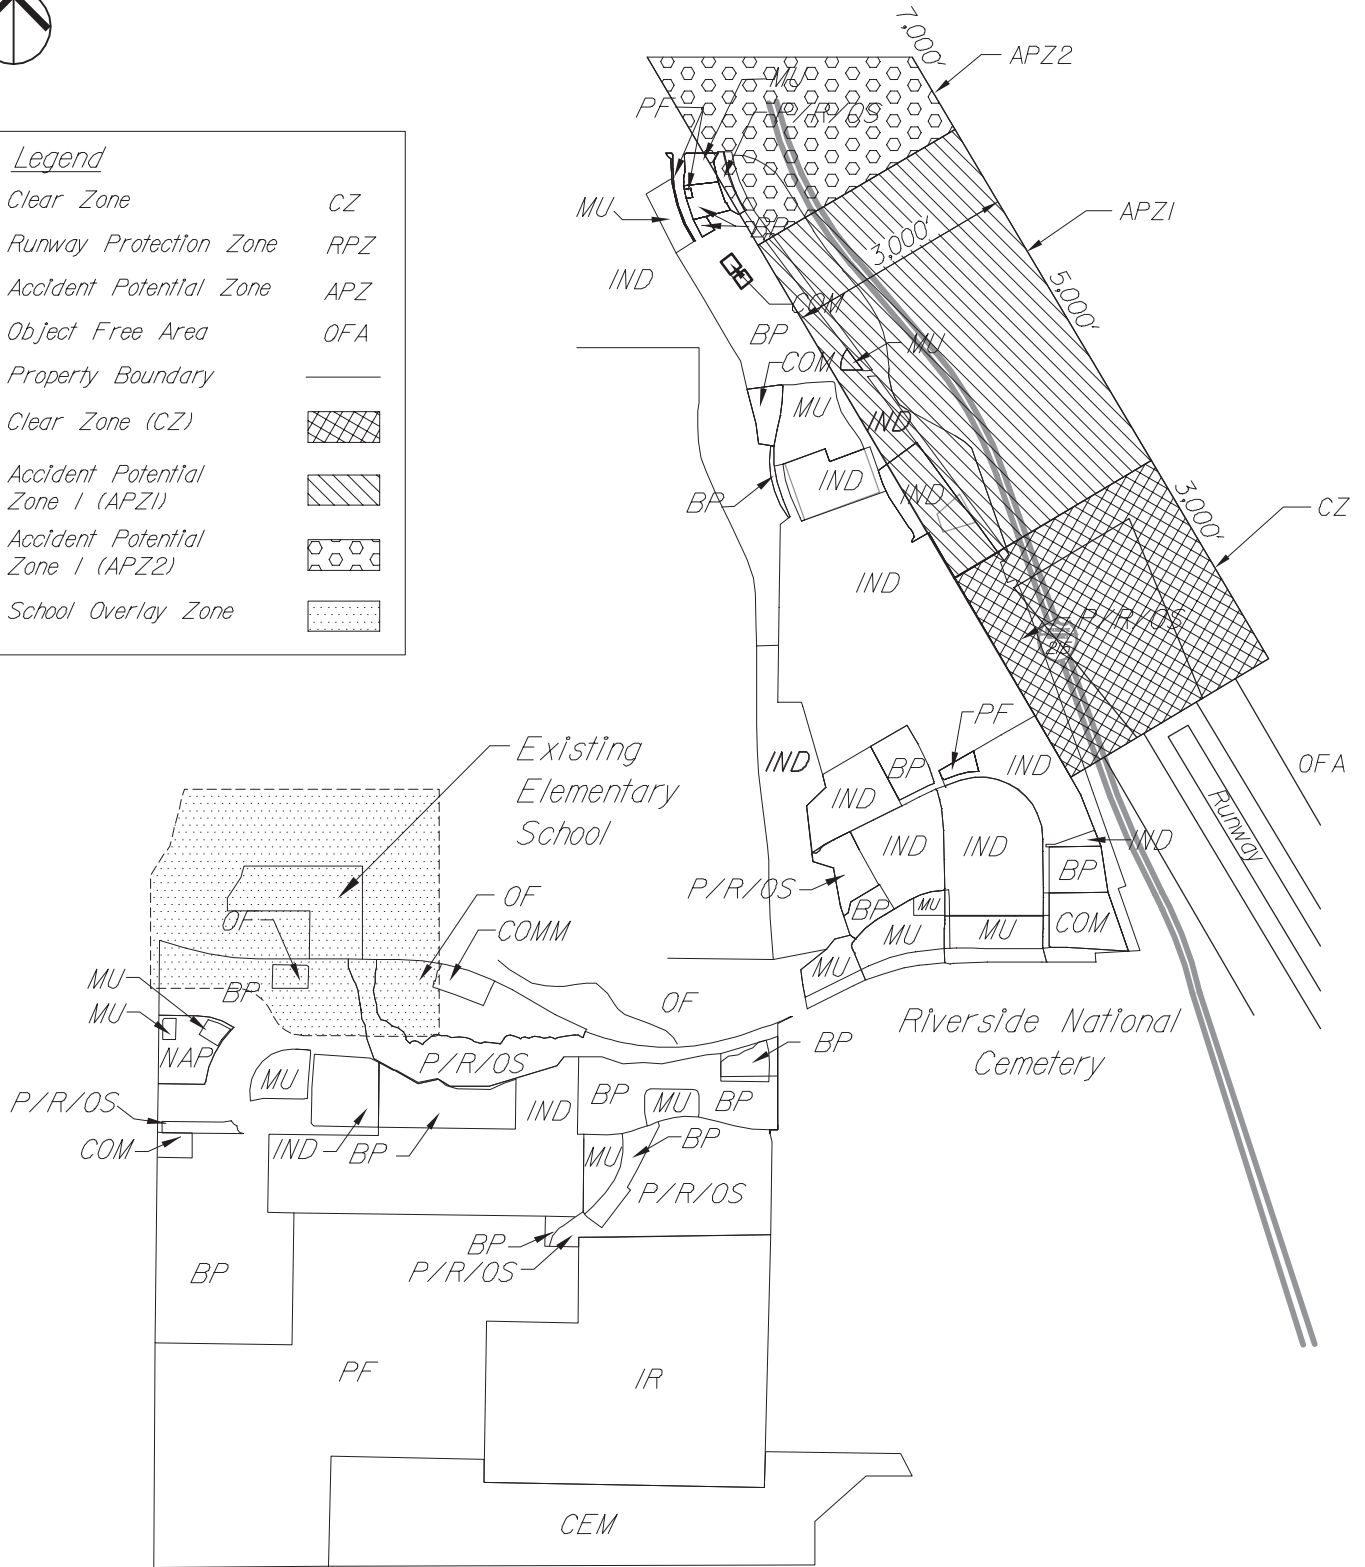 Legend
Clear Zone CZ
Runway Protection Zone RPZ
Accident Potential Zone APZ
Object Free Area OFA
Property Boundary
Clear Zone (CZ)
Accident Potential
Zone 1 (APZ1)
Accident Potential
Zone 1 (APZ2)
School Overlay Zone
7,000'
APZ2
MU
PF
P/R/OS
MU
APZ1
3,000'
IND
5,000'
COM
BP
MU
COM
MU
IND
IND
IND
BP
3,000'
CZ
IND
P/R/OS
PF
Existing
Elementary
School
IND
BP
IND
OFA
IND
Runway
IND
IND
IND
BP
P/R/OS
OF
BP
MU
COM
OF
COMM
MU
MU
MU
MU
BP
OF
MU
Riverside National
Cemetery
BP
NAP
P/R/OS
MU
BP
MU
BP
IND
P/R/OS
COM
IND
BP
BP
MU
P/R/OS
BP
P/R/OS
BP
PF
IR
CEM